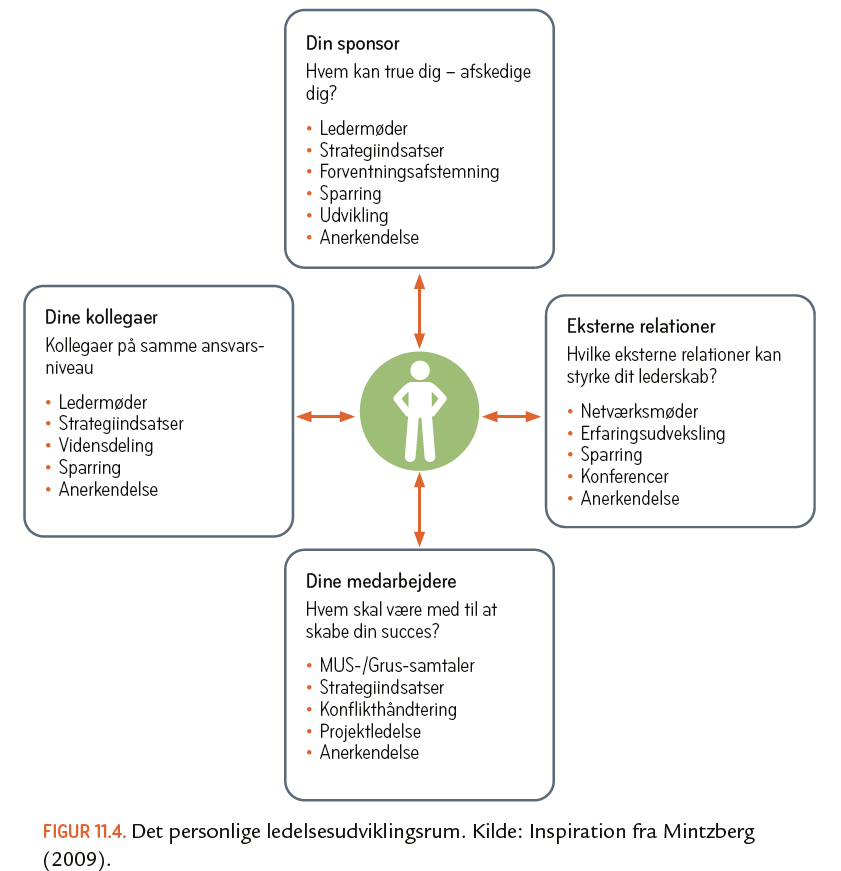 Din sponsor
Hvem kan true dig – afskedige
dig?
• Ledermøder
• Strategiindsatser
• Forventningsafstemning
• Sparring
• Udvikling
• Anerkendelse
Dine kollegaer
Kollegaer på samme ansvars-
niveau
• Ledermøder
• Strategiindsatser
• Vidensdeling
• Sparring
• Anerkendelse
Eksterne relationer
Hvilke eksterne relationer kan
styrke dit lederskab?
• Netværksmøder
• Erfaringsudveksling
• Sparring
• Konferencer
• Anerkendelse
Dine medarbejdere
Hvem skal være med til at
skabe din succes?
• MUS-/Grus-samtaler
• Strategiindsatser
• Konflikthåndtering
• Projektledelse
• Anerkendelse
FIGUR 11.4. Det personlige ledelsesudviklingsrum. Kilde: Inspiration fra Mintzberg
(2009).